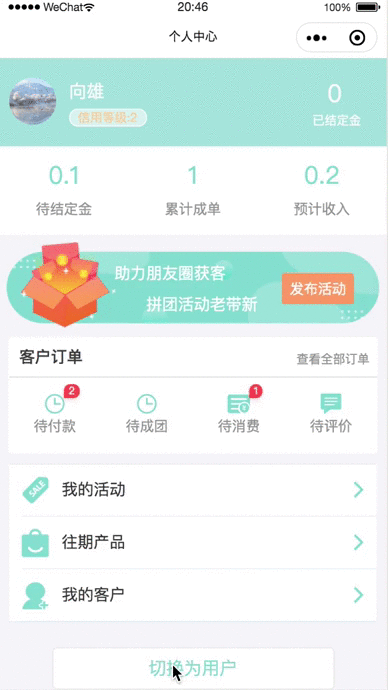 WeChat 20:46 100%
个人中心
向雄
信用等级:2
0
已结定金
0.1 1 0.2
待结定金 累计成单 预计收入
助力朋友圈获客
拼团活动老带新
发布活动
客户订单 查看全部订单
2 1
待付款 待成团 待消费 待评价
SALE 我的活动
往期产品
我的客户
切换为用户